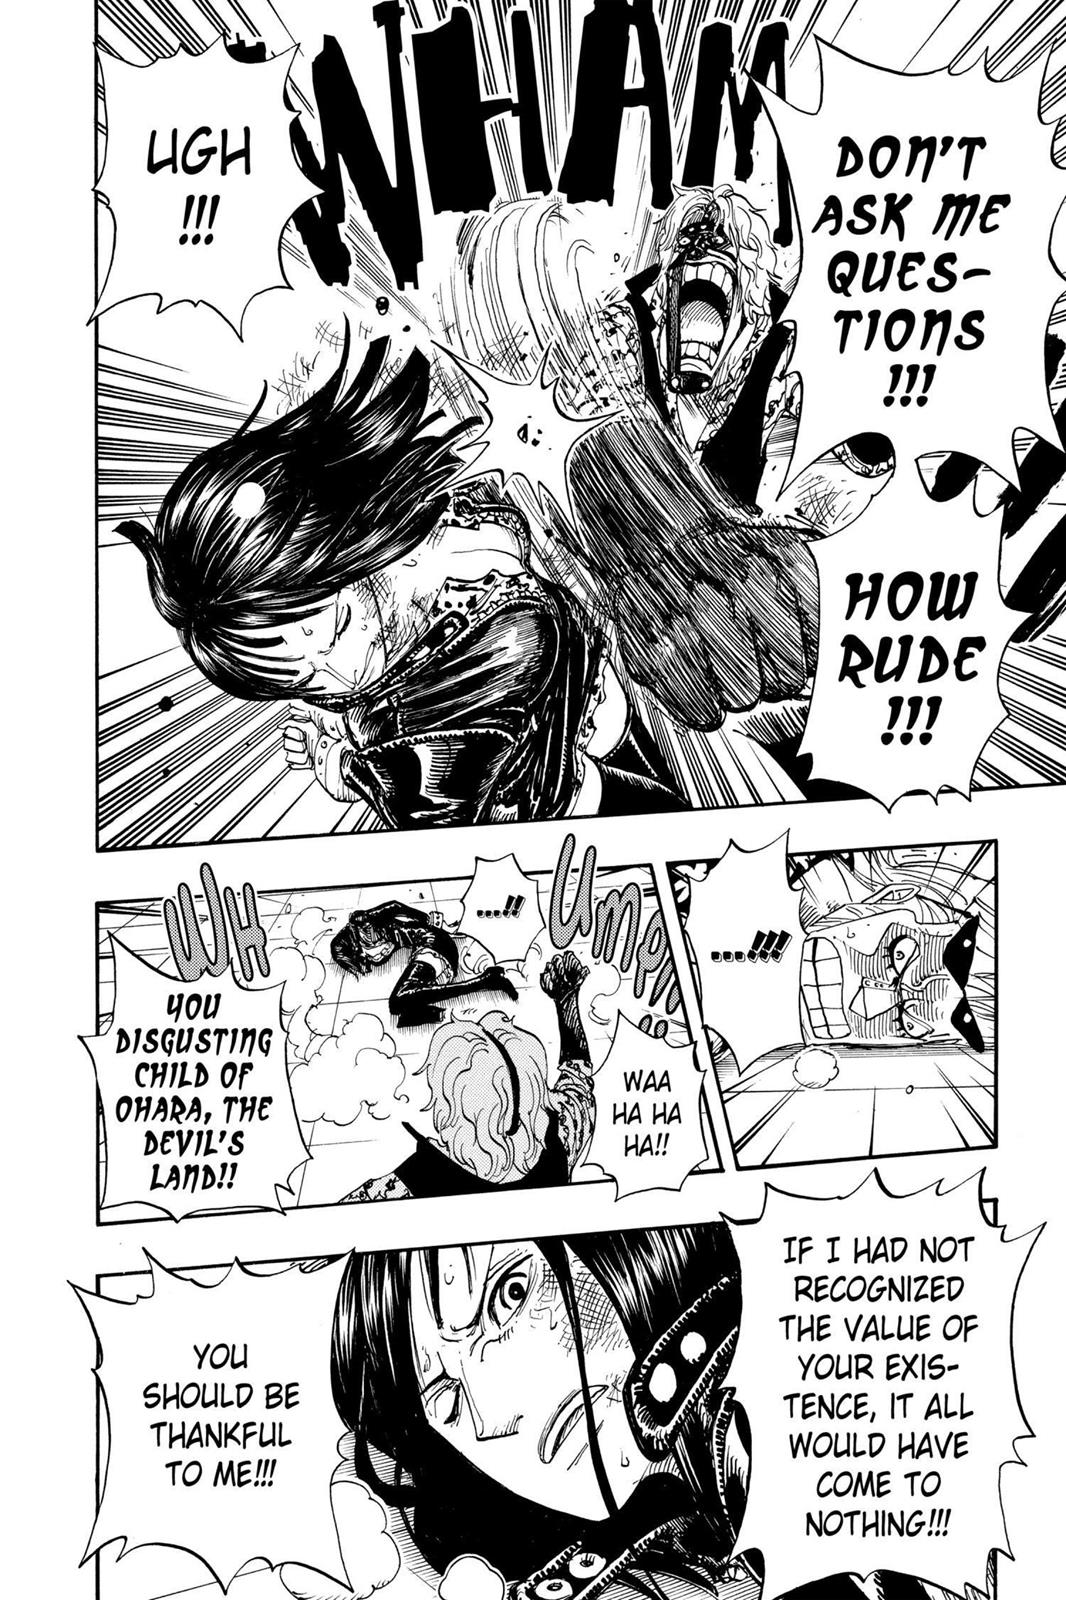 WHAM
DON'T
ASK ME
QUES-
TIONS
!!!
UGH
!!!
HOW
RUDE
!!!
......!!!
....!!
WHUMP!!
WAA
HA HA
HA!!
YOU
DISGUSTING
CHILD OF
OHARA, THE
DEVIL'S
LAND!!
IF I HAD NOT
RECOGNIZED
THE VALUE OF
YOUR EXIS-
TENCE, IT ALL
WOULD HAVE
COME TO
NOTHING!!!
YOU
SHOULD BE
THANKFUL
TO ME!!!